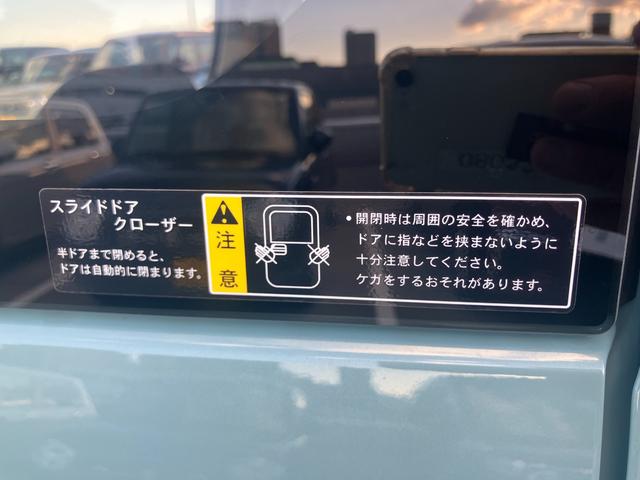 スライドドア
クローザー
半ドアまで閉めると、
ドアは自動的に閉まります。
注
意
•開閉時は周囲の安全を確かめ、
ドアに指などを挟まないように
十分注意してください。
ケガをするおそれがあります。